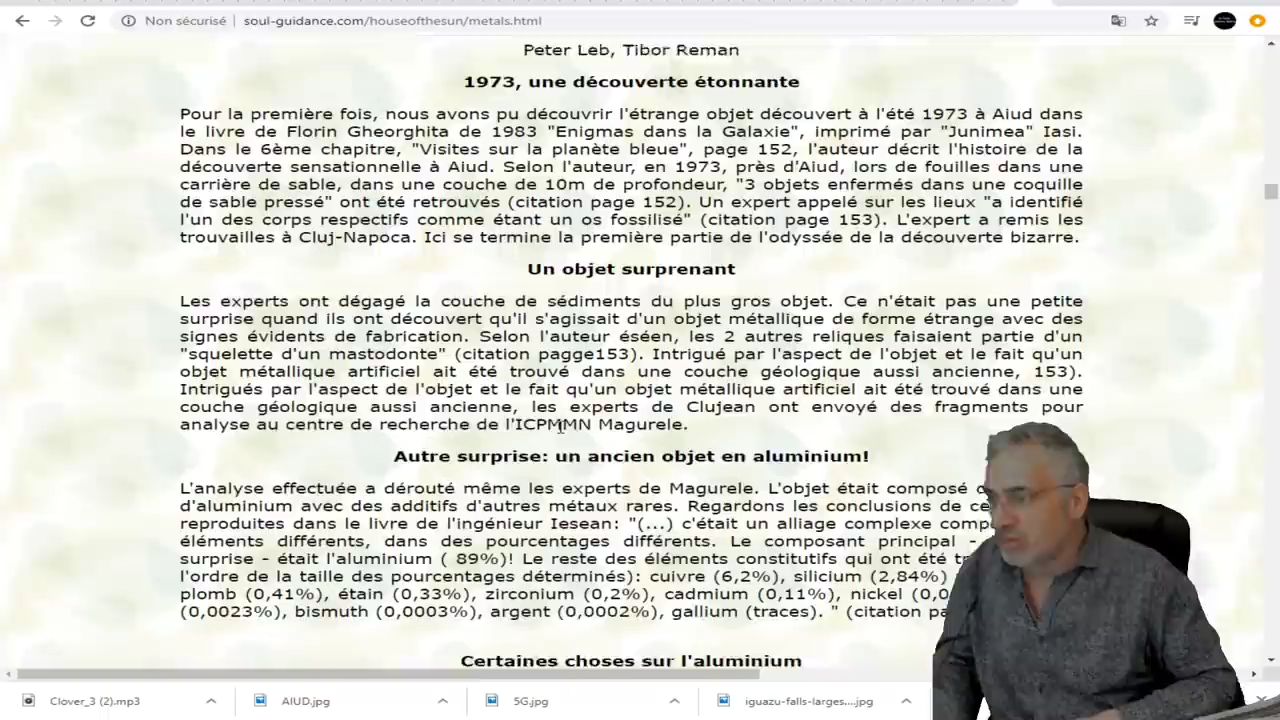 Non sécurisé | soul-guidance.com/houseofthesun/metals.html
Peter Leb, Tibor Reman
1973, une découverte étonnante
Pour la première fois, nous avons pu découvrir l'étrange objet découvert à l'été 1973 à Aiud dans
le livre de Florin Gheorghita de 1983 "Enigmas dans la Galaxie", imprimé par "Junimea" Iasi.
Dans le 6ème chapitre, "Visites sur la planète bleue", page 152, l'auteur décrit l'histoire de la
découverte sensationnelle à Aiud. Selon l'auteur, en 1973, près d'Aiud, lors de fouilles dans une
carrière de sable, dans une couche de 10m de profondeur, "3 objets enfermés dans une coquille
de sable pressé" ont été retrouvés (citation page 152). Un expert appelé sur les lieux "a identifié
l'un des corps respectifs comme étant un os fossilisé" (citation page 153). L'expert a remis les
trouvailles à Cluj-Napoca. Ici se termine la première partie de l'odyssée de la découverte bizarre.
Un objet surprenant
Les experts ont dégagé la couche de sédiments du plus gros objet. Ce n'était pas une petite
surprise quand ils ont découvert qu'il s'agissait d'un objet métallique de forme étrange avec des
signes évidents de fabrication. Selon l'auteur éséen, les 2 autres reliques faisaient partie d'un
"squelette d'un mastodonte" (citation pagge153). Intrigué par l'aspect de l'objet et le fait qu'un
objet métallique artificiel ait été trouvé dans une couche géologique aussi ancienne, 153).
Intrigués par l'aspect de l'objet et le fait qu'un objet métallique artificiel ait été trouvé dans une
couche géologique aussi ancienne, les experts de Clujean ont envoyé des fragments pour
analyse au centre de recherche de l'ICPMMN Magurele.
Autre surprise: un ancien objet en aluminium!
L'analyse effectuée a dérouté même les experts de Magurele. L'objet était composé
d'aluminium avec des additifs d'autres métaux rares. Regardons les conclusions de
reproduites dans le livre de l'ingénieur Iesean: "(...) c'était un alliage complexe
éléments différents, dans des pourcentages différents. Le composant principal -
surprise - était l'aluminium ( 89%)! Le reste des éléments constitutifs qui ont été
l'ordre de la taille des pourcentages déterminés): cuivre (6,2%), silicium (2,84%)
plomb (0,41%), étain (0,33%), zirconium (0,2%), cadmium (0,11%), nickel
(0,0023%), bismuth (0,0003%), argent (0,0002%), gallium (traces). " (citation
Certaines choses sur l'aluminium
Clover_3 (2).mp3
AIUD.jpg
5G.jpg
iguazu-falls-larges....jpg